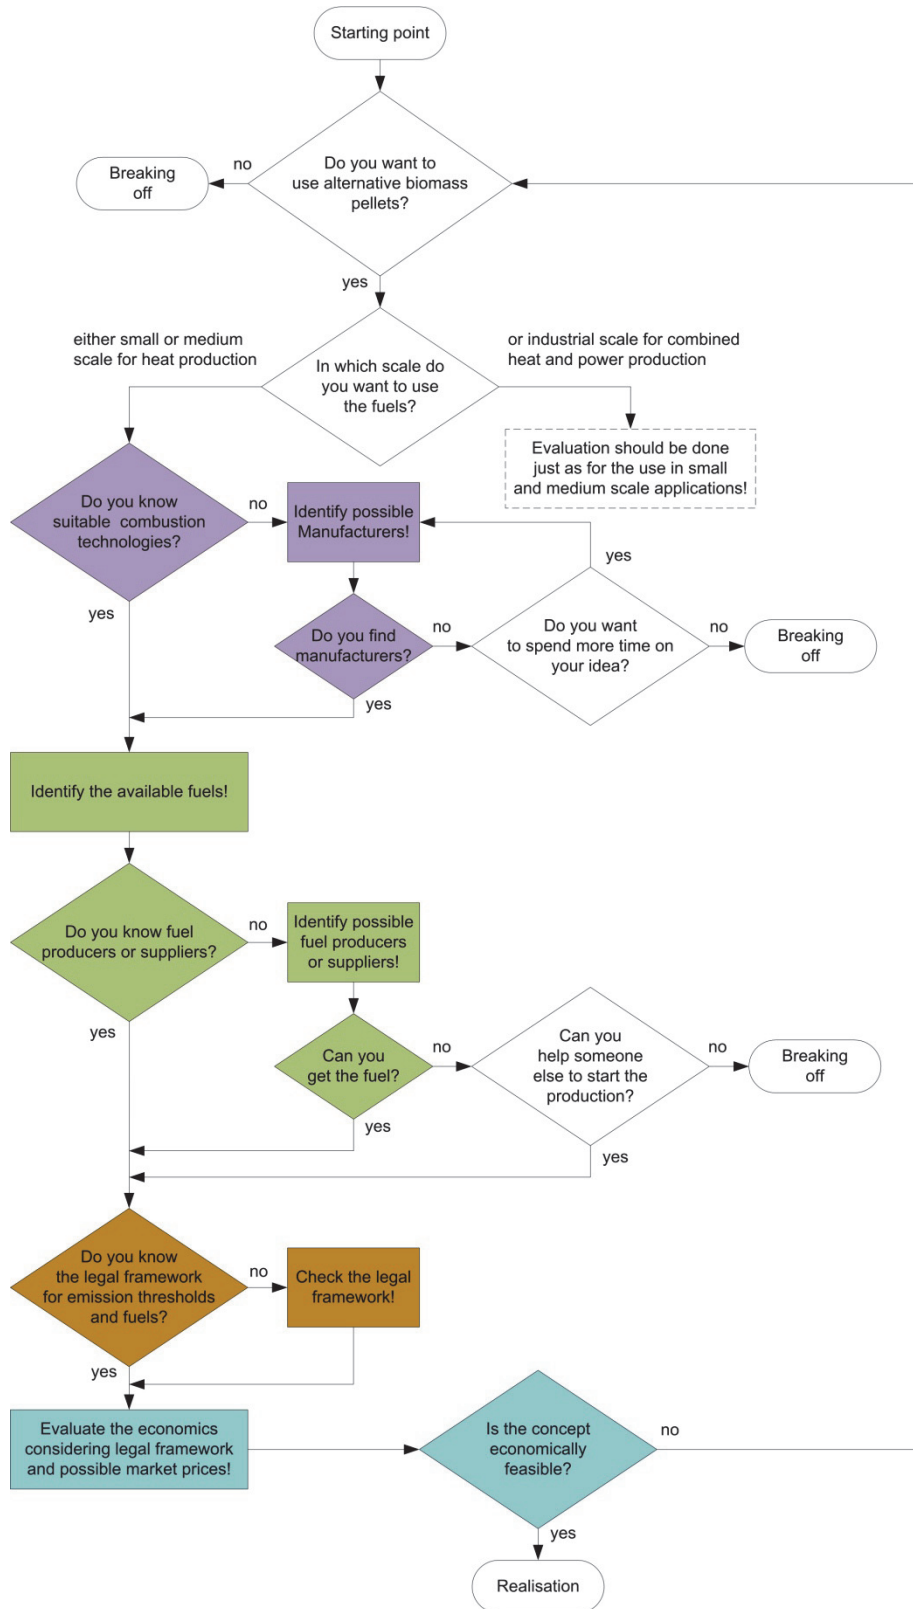 Starting point
Do you want to
use alternative biomass
pellets?
no
Breaking
off
yes
either small or medium
scale for heat production
In which scale do
you want to use
the fuels?
or industrial scale for combined
heat and power production
Evaluation should be done
just as for the use in small
and medium scale applications!
Do you know
suitable combustion
technologies?
no
Identify possible
Manufacturers!
yes
yes
Do you find
manufacturers?
no
Do you want
to spend more time on
your idea?
no
Breaking
off
yes
Identify the available fuels!
Do you know fuel
producers or suppliers?
no
Identify possible
fuel producers
or suppliers!
yes
Can you
get the fuel?
no
Can you
help someone
else to start the
production?
no
Breaking
off
yes
yes
Do you know
the legal framework
for emission thresholds
and fuels?
no
Check the legal
framework!
yes
Evaluate the economics
considering legal framework
and possible market prices!
Is the concept
economically
feasible?
no
yes
Realisation